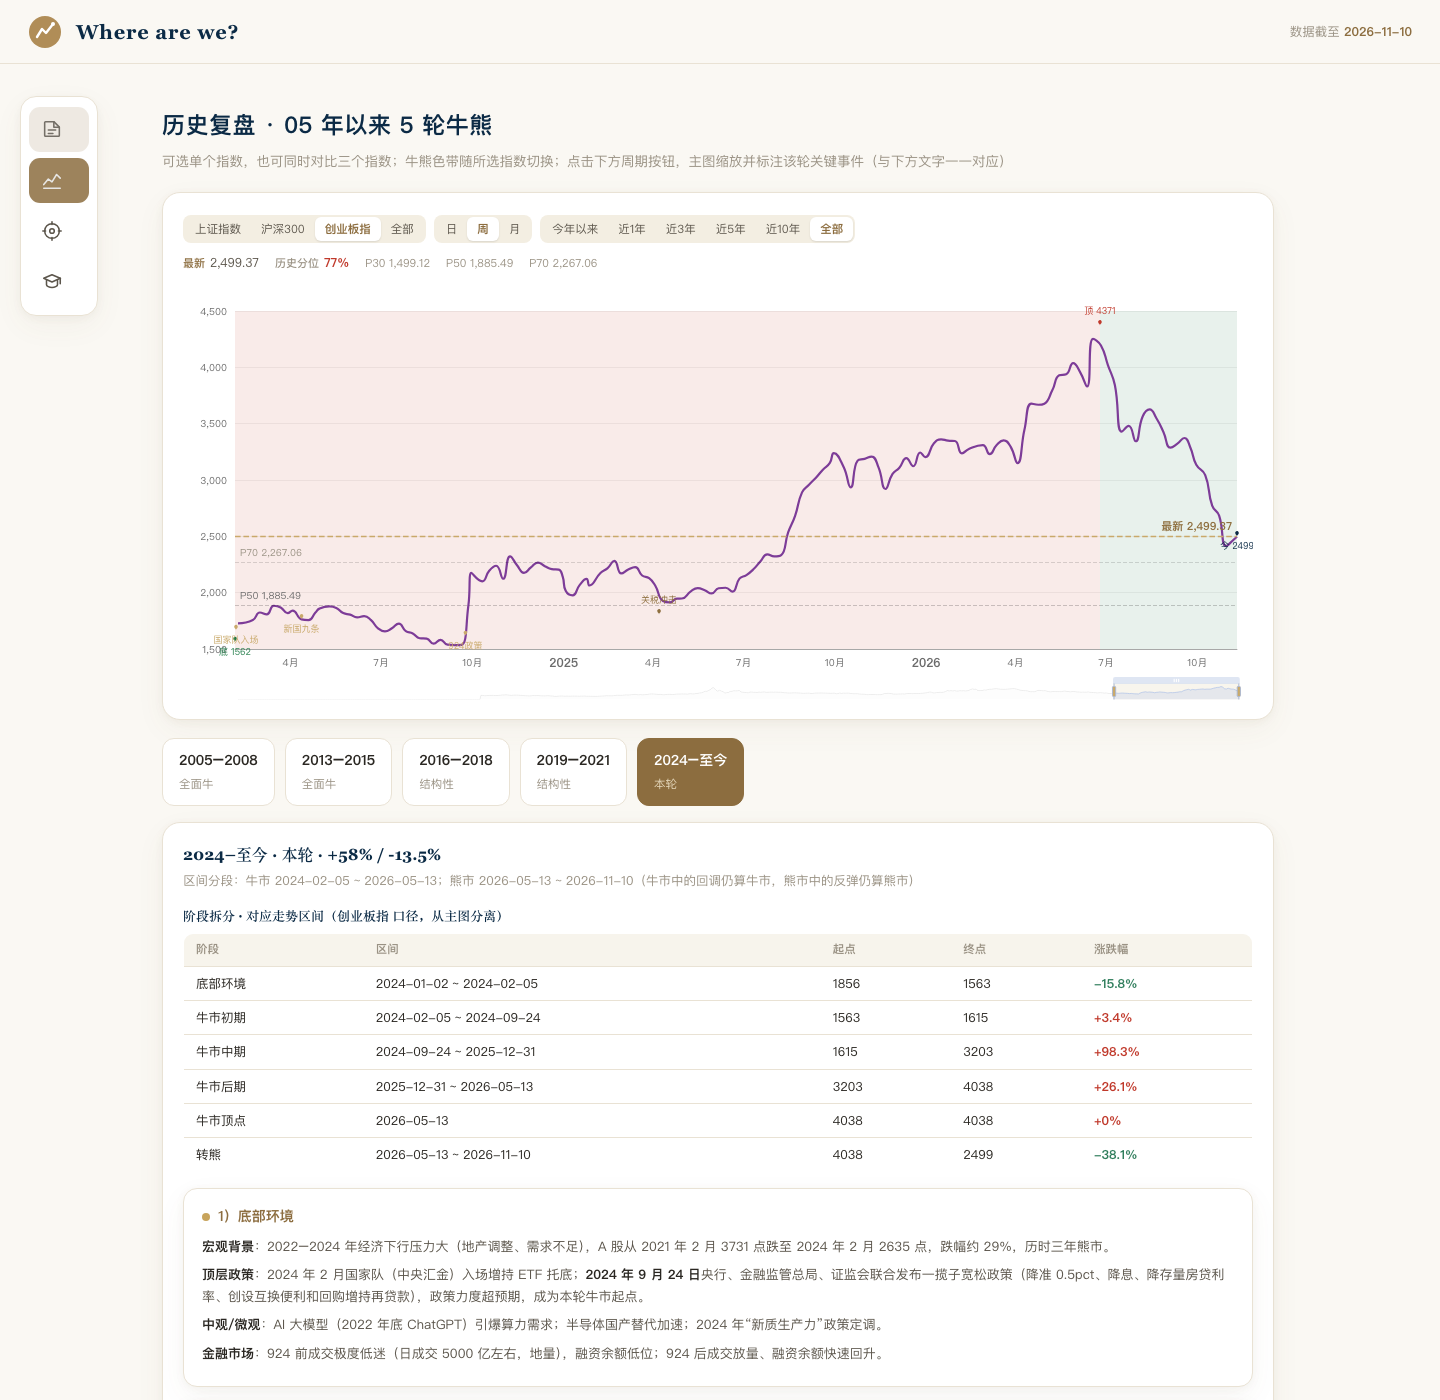 Where are we?
数据截至 2026-11-10
历史复盘 · 05 年以来 5 轮牛熊
可选单个指数，也可同时对比三个指数；牛熊色带随所选指数切换；点击下方周期按钮，主图缩放并标注该轮关键事件（与下方文字一一对应）
上证指数 沪深300 创业板指 全部 日 周 月 今年以来 近1年 近3年 近5年 近10年 全部
最新 2,499.37 历史分位 77% P30 1,499.12 P50 1,885.49 P70 2,267.06
顶 4371
4,500
4,000
3,500
3,000
最新 2,499.37
2,500
今 2499
P70 2,267.06
2,000
P50 1,885.49
关税冲击
新国九条
国家队入场
924政策
1,500
底 1562
4月 7月 10月 2025 4月 7月 10月 2026 4月 7月 10月
2005—2008 2013—2015 2016—2018 2019—2021 2024—至今
全面牛 全面牛 结构性 结构性 本轮
2024–至今 · 本轮 · +58% / -13.5%
区间分段：牛市 2024-02-05 ~ 2026-05-13；熊市 2026-05-13 ~ 2026-11-10（牛市中的回调仍算牛市，熊市中的反弹仍算熊市）
阶段拆分 · 对应走势区间（创业板指 口径，从主图分离）
阶段 区间 起点 终点 涨跌幅
底部环境 2024-01-02 ~ 2024-02-05 1856 1563 -15.8%
牛市初期 2024-02-05 ~ 2024-09-24 1563 1615 +3.4%
牛市中期 2024-09-24 ~ 2025-12-31 1615 3203 +98.3%
牛市后期 2025-12-31 ~ 2026-05-13 3203 4038 +26.1%
牛市顶点 2026-05-13 4038 4038 +0%
转熊 2026-05-13 ~ 2026-11-10 4038 2499 -38.1%
1）底部环境
宏观背景：2022—2024 年经济下行压力大（地产调整、需求不足），A 股从 2021 年 2 月 3731 点跌至 2024 年 2 月 2635 点，跌幅约 29%，历时三年熊市。
顶层政策：2024 年 2 月国家队（中央汇金）入场增持 ETF 托底；2024 年 9 月 24 日央行、金融监管总局、证监会联合发布一揽子宽松政策（降准 0.5pct、降息、降存量房贷利
率、创设互换便利和回购增持再贷款），政策力度超预期，成为本轮牛市起点。
中观/微观：AI 大模型（2022 年底 ChatGPT）引爆算力需求；半导体国产替代加速；2024 年“新质生产力”政策定调。
金融市场：924 前成交极度低迷（日成交 5000 亿左右，地量），融资余额低位；924 后成交放量、融资余额快速回升。